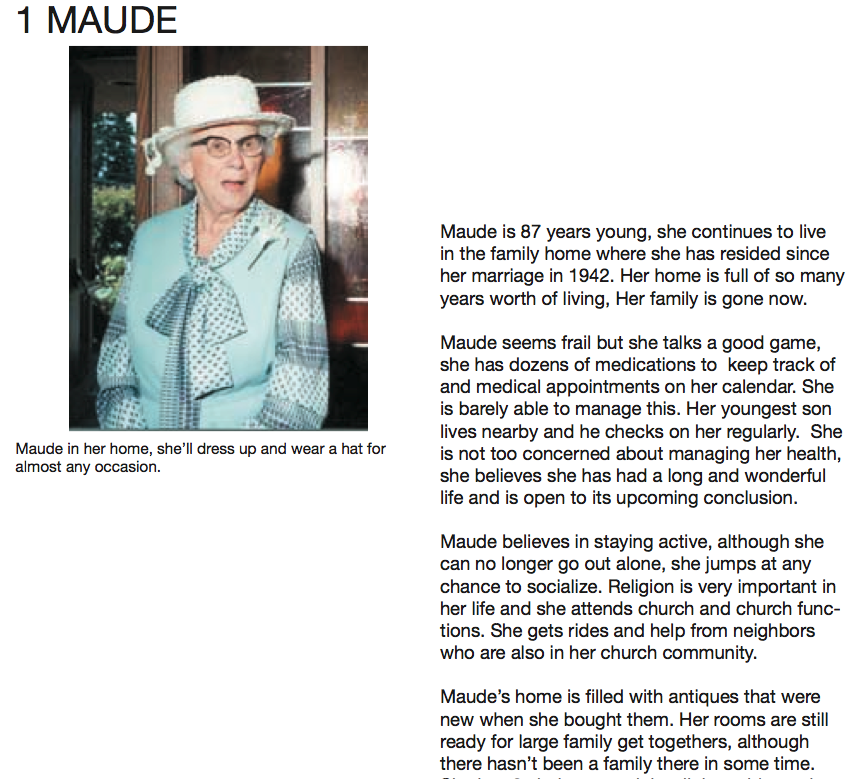 1 MAUDE
Maude in her home, she'll dress up and wear a hat for
almost any occasion.
Maude is 87 years young, she continues to live
in the family home where she has resided since
her marriage in 1942. Her home is full of so many
years worth of living, Her family is gone now.
Maude seems frail but she talks a good game,
she has dozens of medications to  keep track of
and medical appointments on her calendar. She
is barely able to manage this. Her youngest son
lives nearby and he checks on her regularly.  She
is not too concerned about managing her health,
she believes she has had a long and wonderful
life and is open to its upcoming conclusion.
Maude believes in staying active, although she
can no longer go out alone, she jumps at any
chance to socialize. Religion is very important in
her life and she attends church and church func-
tions. She gets rides and help from neighbors
who are also in her church community.
Maude's home is filled with antiques that were
new when she bought them. Her rooms are still
ready for large family get togethers, although
there hasn't been a family there in some time.